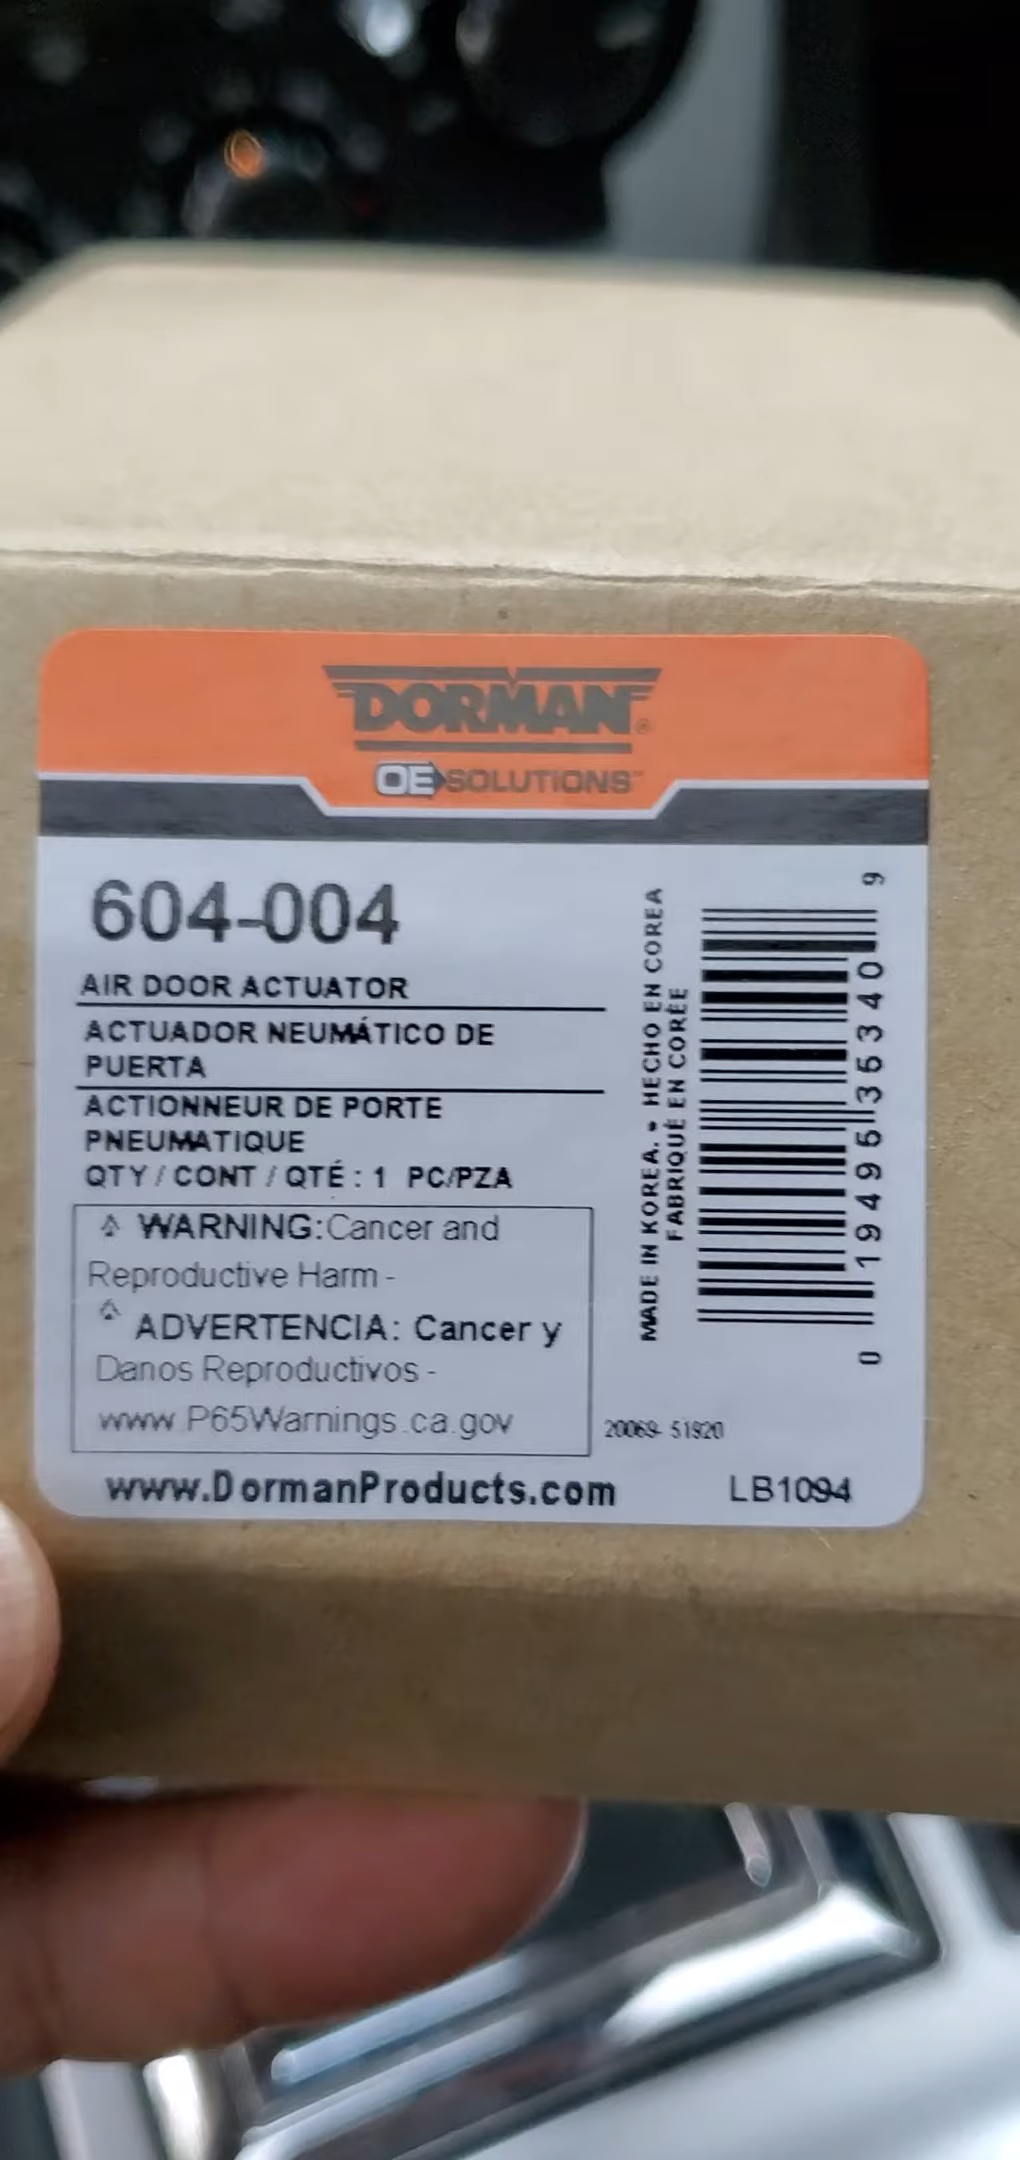 DORMAN®
OE SOLUTIONS™
604-004
AIR DOOR ACTUATOR
ACTUADOR NEUMÁTICO DE
PUERTA
ACTIONNEUR DE PORTE
PNEUMATIQUE
QTY / CONT / QTÉ : 1 PC/PZA
WARNING:Cancer and
Reproductive Harm -
ADVERTENCIA: Cancer y
Danos Reproductivos -
www.P65Warnings.ca.gov
www.DormanProducts.com
MADE IN KOREA. - HECHO EN COREA
FABRIQUÉ EN CORÉE
0 19495 35340 9
20069- 51920
LB1094